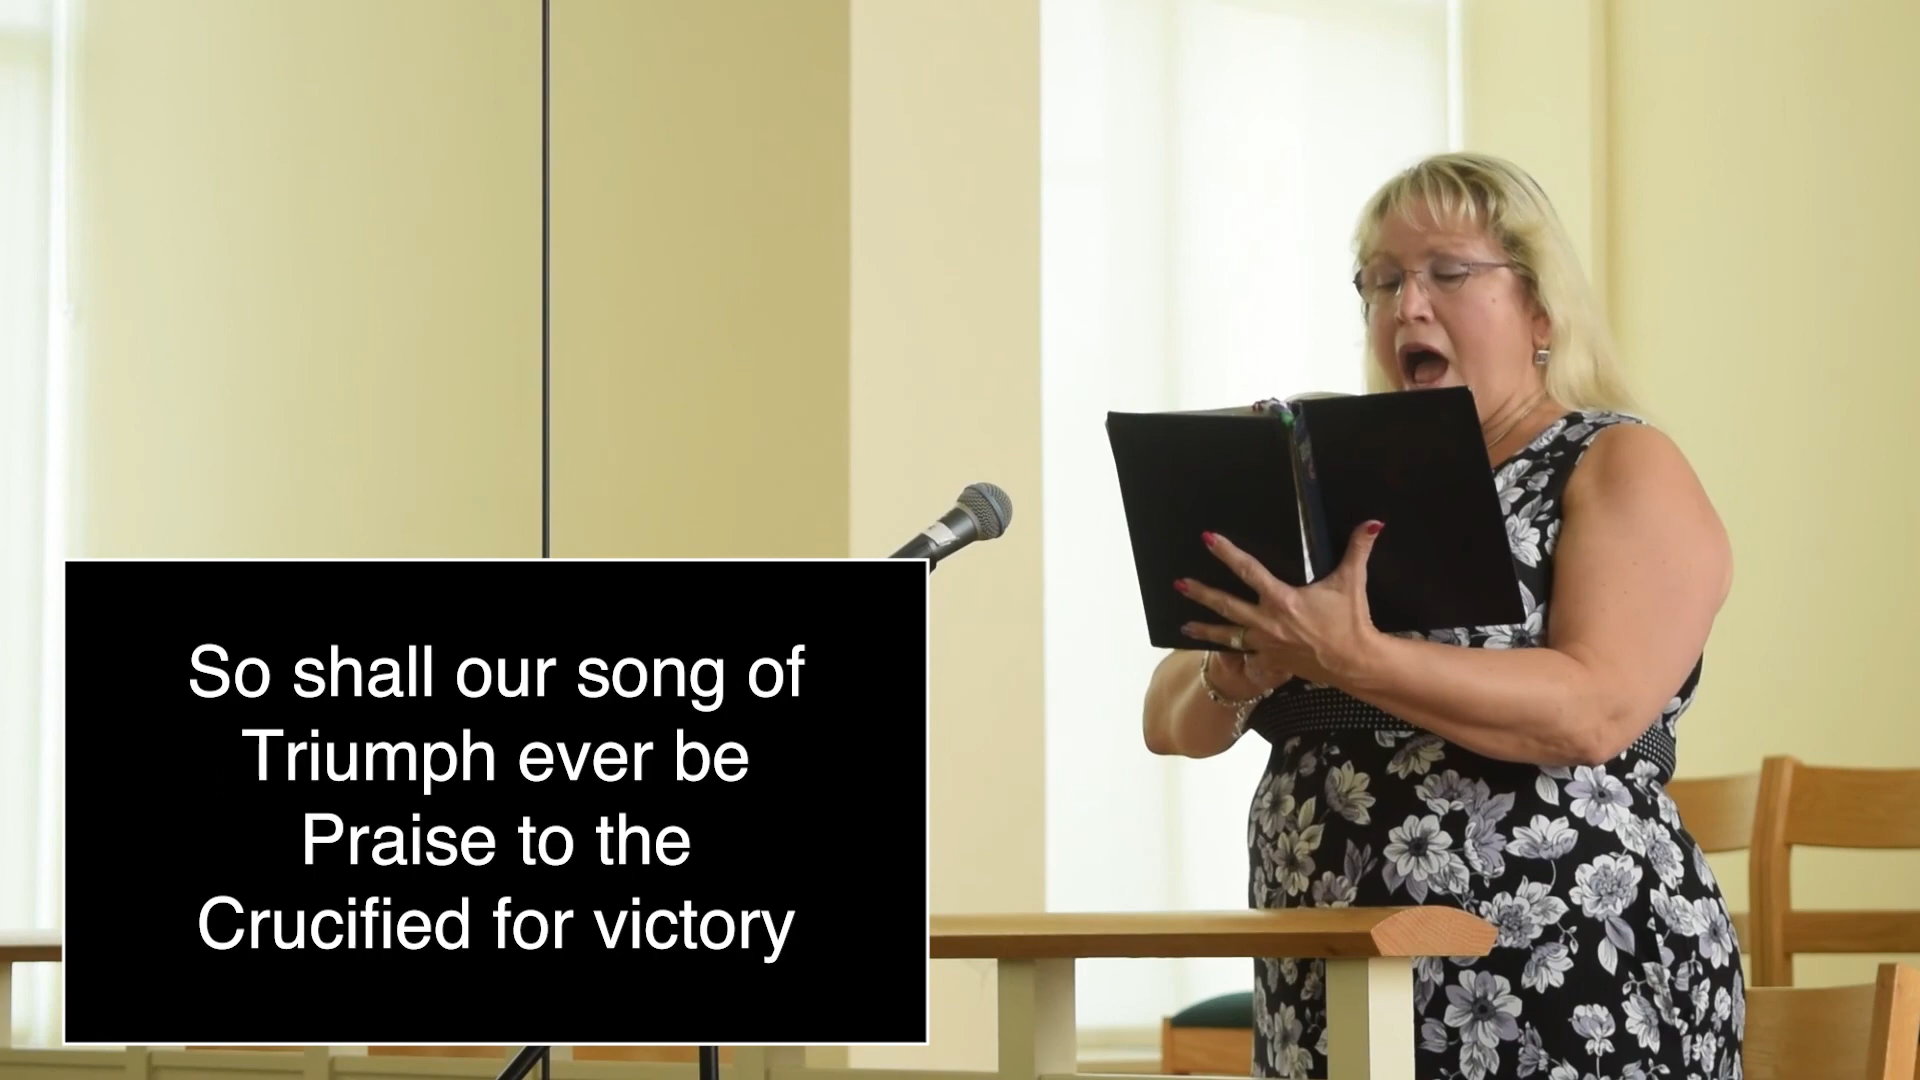 So shall our song of
Triumph ever be
Praise to the
Crucified for victory